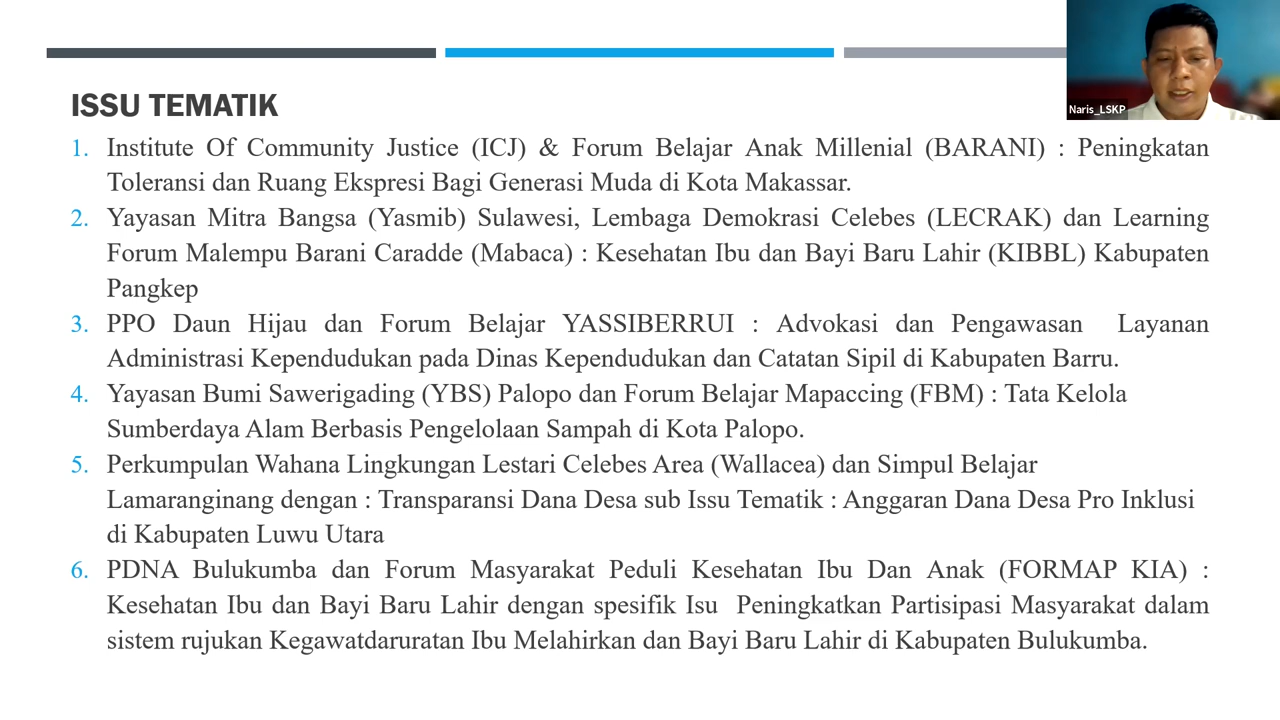 Naris_LSKP
ISSU TEMATIK
1. Institute Of Community Justice (ICJ) & Forum Belajar Anak Millenial (BARANI) : Peningkatan
Toleransi dan Ruang Ekspresi Bagi Generasi Muda di Kota Makassar.
2. Yayasan Mitra Bangsa (Yasmib) Sulawesi, Lembaga Demokrasi Celebes (LECRAK) dan Learning
Forum Malempu Barani Caradde (Mabaca) : Kesehatan Ibu dan Bayi Baru Lahir (KIBBL) Kabupaten
Pangkep
3. PPO Daun Hijau dan Forum Belajar YASSIBERRUI : Advokasi dan Pengawasan Layanan
Administrasi Kependudukan pada Dinas Kependudukan dan Catatan Sipil di Kabupaten Barru.
4. Yayasan Bumi Sawerigading (YBS) Palopo dan Forum Belajar Mapaccing (FBM) : Tata Kelola
Sumberdaya Alam Berbasis Pengelolaan Sampah di Kota Palopo.
5. Perkumpulan Wahana Lingkungan Lestari Celebes Area (Wallacea) dan Simpul Belajar
Lamaranginang dengan : Transparansi Dana Desa sub Issu Tematik : Anggaran Dana Desa Pro Inklusi
di Kabupaten Luwu Utara
6. PDNA Bulukumba dan Forum Masyarakat Peduli Kesehatan Ibu Dan Anak (FORMAP KIA) :
Kesehatan Ibu dan Bayi Baru Lahir dengan spesifik Isu Peningkatkan Partisipasi Masyarakat dalam
sistem rujukan Kegawatdaruratan Ibu Melahirkan dan Bayi Baru Lahir di Kabupaten Bulukumba.